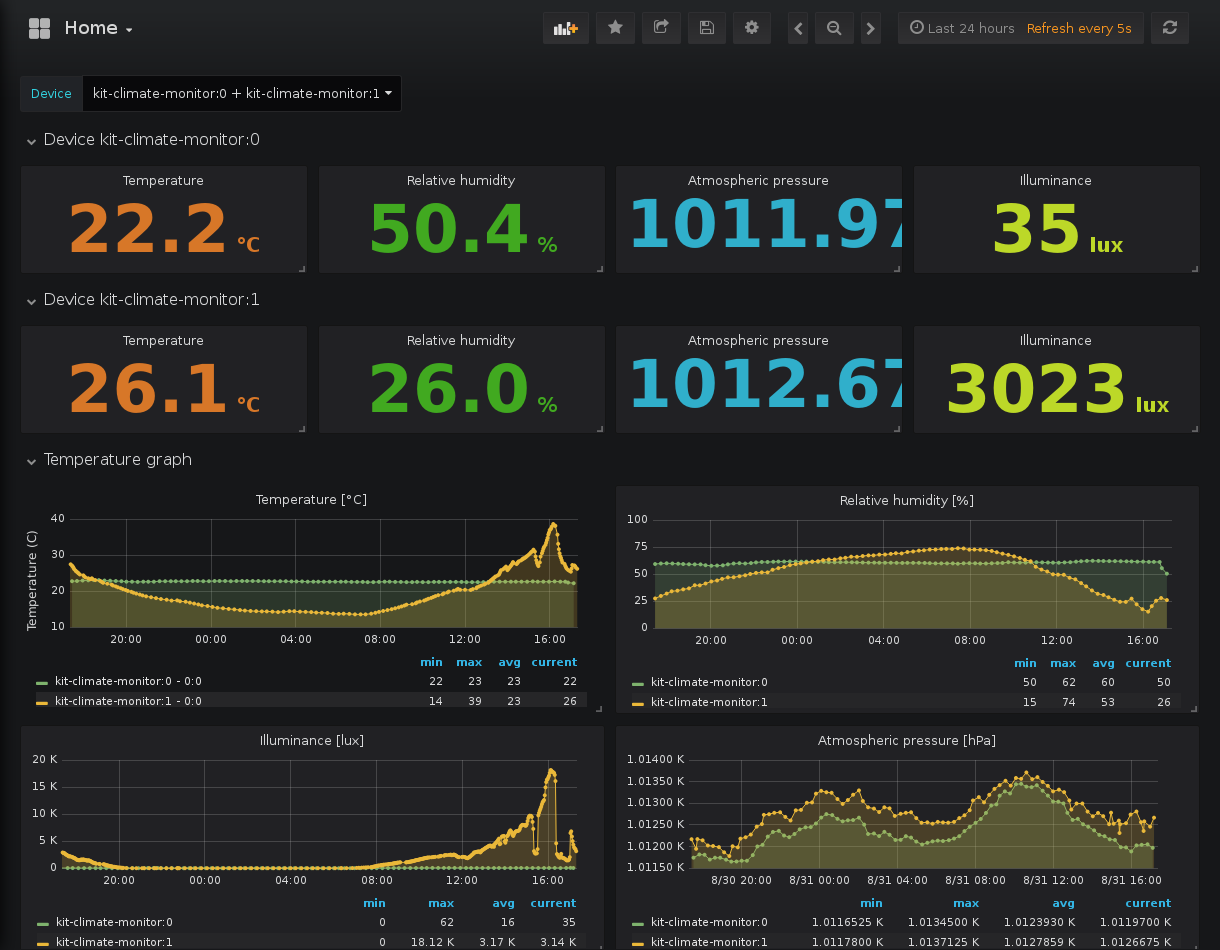 Home
Last 24 hours Refresh every 5s
Device kit-climate-monitor:0 + kit-climate-monitor:1
Device kit-climate-monitor:0
Temperature Relative humidity Atmospheric pressure Illuminance
22.2 °C 50.4 % 1011.97 35 lux
Device kit-climate-monitor:1
Temperature Relative humidity Atmospheric pressure Illuminance
26.1 °C 26.0 % 1012.67 3023 lux
Temperature graph
Temperature [°C]
Temperature (C)
40
30
20
10
20:00 00:00 04:00 08:00 12:00 16:00
min max avg current
kit-climate-monitor:0 - 0:0 22 23 23 22
kit-climate-monitor:1 - 0:0 14 39 23 26
Relative humidity [%]
100
75
50
25
0
20:00 00:00 04:00 08:00 12:00 16:00
min max avg current
kit-climate-monitor:0 50 62 60 50
kit-climate-monitor:1 15 74 53 26
Illuminance [lux]
20 K
15 K
10 K
5 K
0
20:00 00:00 04:00 08:00 12:00 16:00
min max avg current
kit-climate-monitor:0 0 62 16 35
kit-climate-monitor:1 0 18.12 K 3.17 K 3.14 K
Atmospheric pressure [hPa]
1.01400 K
1.01350 K
1.01300 K
1.01250 K
1.01200 K
1.01150 K
8/30 20:00 8/31 00:00 8/31 04:00 8/31 08:00 8/31 12:00 8/31 16:00
min max avg current
kit-climate-monitor:0 1.0116525 K 1.0134500 K 1.0123930 K 1.0119700 K
kit-climate-monitor:1 1.0117800 K 1.0137125 K 1.0127859 K 1.0126675 K